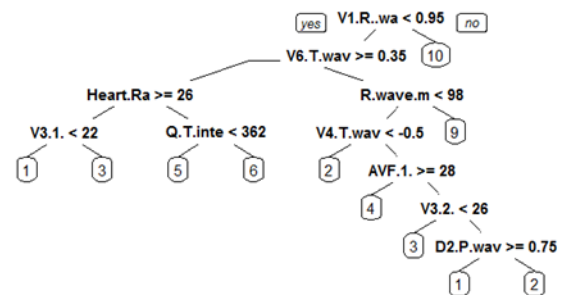 yes V1.R..wa < 0.95 no
V6.T.wav >= 0.35 10
Heart.Ra >= 26 R.wave.m < 98
V3.1. < 22 Q.T.inte < 362 V4.T.wav < -0.5 9
1 3 5 6 2 AVF.1. >= 28
4 V3.2. < 26
3 D2.P.wav >= 0.75
1 2